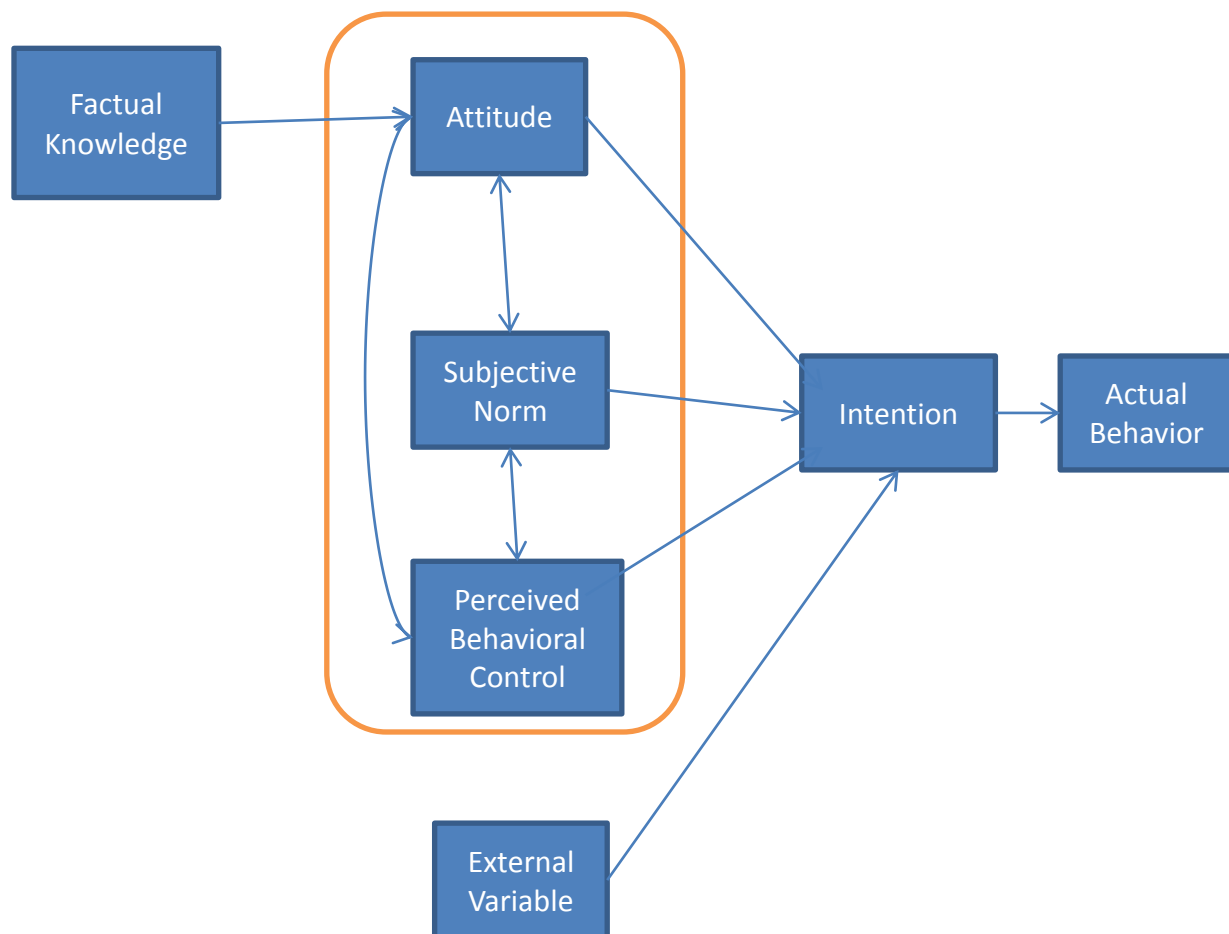 Factual
Knowledge
Attitude
Subjective
Norm
Intention
Actual
Behavior
Perceived
Behavioral
Control
External
Variable